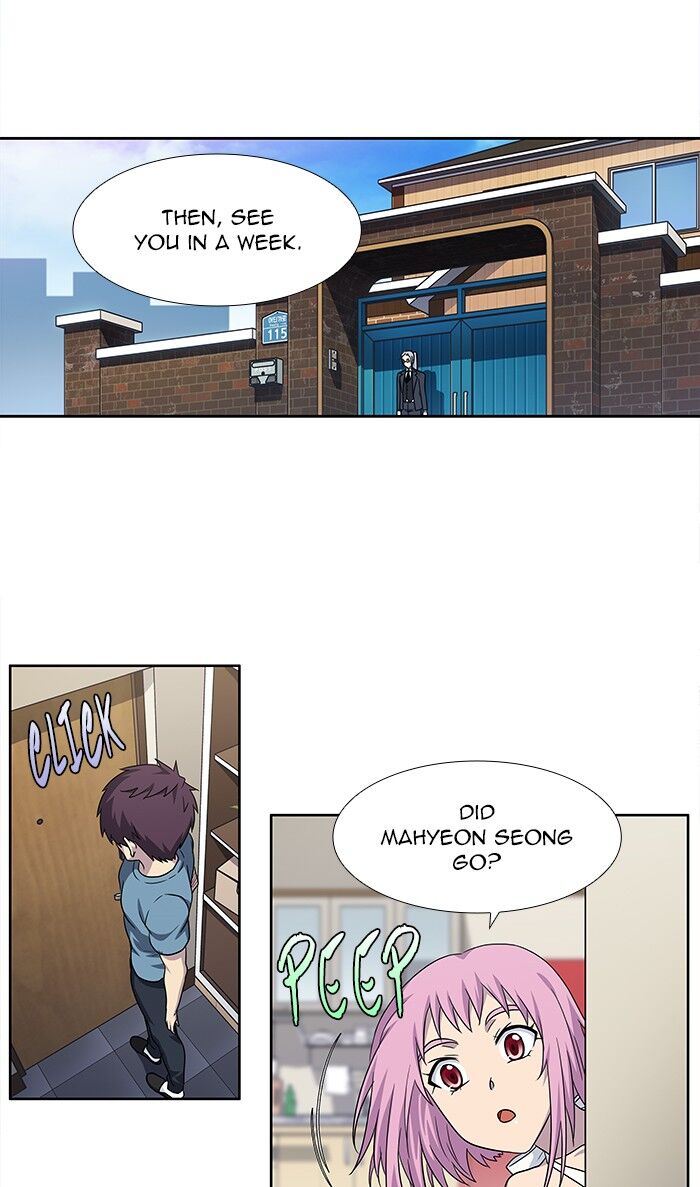 THEN, SEE
YOU IN A WEEK.
115
CLICK
DID
MAHYEON SEONG
GO?
PEEP